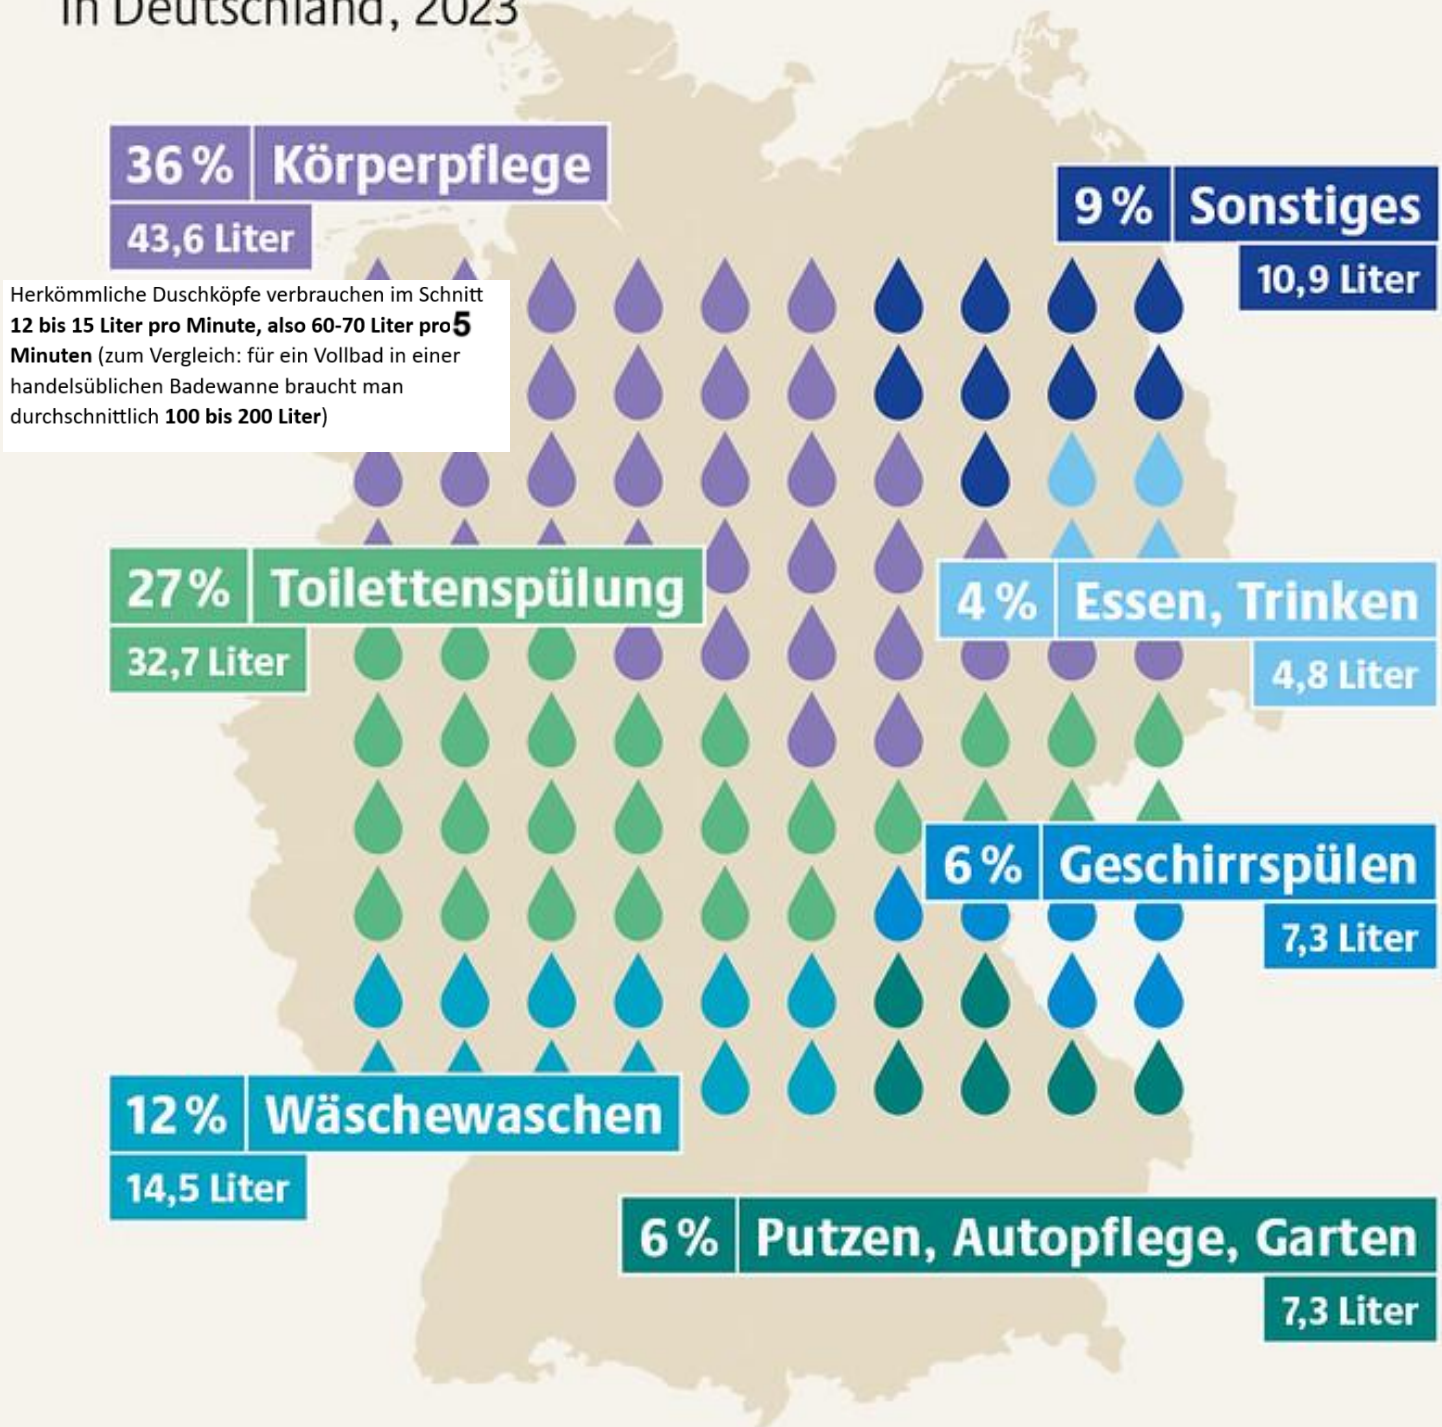 in Deutschland, 2023
36 % Körperpflege
43,6 Liter
9 % Sonstiges
10,9 Liter
Herkömmliche Duschköpfe verbrauchen im Schnitt
12 bis 15 Liter pro Minute, also 60-70 Liter pro 5
Minuten (zum Vergleich: für ein Vollbad in einer
handelsüblichen Badewanne braucht man
durchschnittlich 100 bis 200 Liter)
27 % Toilettenspülung
32,7 Liter
4 % Essen, Trinken
4,8 Liter
6 % Geschirrspülen
7,3 Liter
12 % Wäschewaschen
14,5 Liter
6 % Putzen, Autopflege, Garten
7,3 Liter